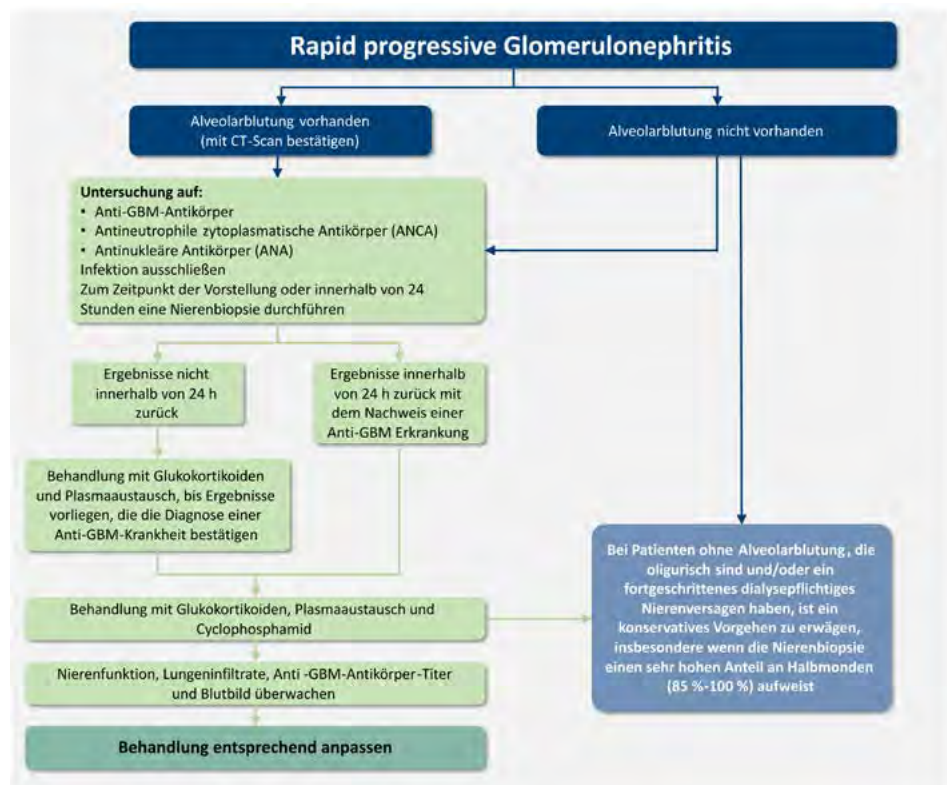 Rapid progressive Glomerulonephritis
Alveolarblutung vorhanden
(mit CT-Scan bestätigen)
Alveolarblutung nicht vorhanden
Untersuchung auf:
• Anti-GBM-Antikörper
• Antineutrophile zytoplasmatische Antikörper (ANCA)
• Antinukleäre Antikörper (ANA)
Infektion ausschließen
Zum Zeitpunkt der Vorstellung oder innerhalb von 24
Stunden eine Nierenbiopsie durchführen
Ergebnisse nicht
innerhalb von 24 h
zurück
Ergebnisse innerhalb
von 24 h zurück mit
dem Nachweis einer
Anti-GBM Erkrankung
Behandlung mit Glukokortikoiden
und Plasmaaustausch, bis Ergebnisse
vorliegen, die die Diagnose einer
Anti-GBM-Krankheit bestätigen
Behandlung mit Glukokortikoiden, Plasmaaustausch und
Cyclophosphamid
Nierenfunktion, Lungeninfiltrate, Anti -GBM-Antikörper-Titer
und Blutbild überwachen
Behandlung entsprechend anpassen
Bei Patienten ohne Alveolarblutung, die
oligurisch sind und/oder ein
fortgeschrittenes dialysepflichtiges
Nierenversagen haben, ist ein
konservatives Vorgehen zu erwägen,
insbesondere wenn die Nierenbiopsie
einen sehr hohen Anteil an Halbmonden
(85 %-100 %) aufweist